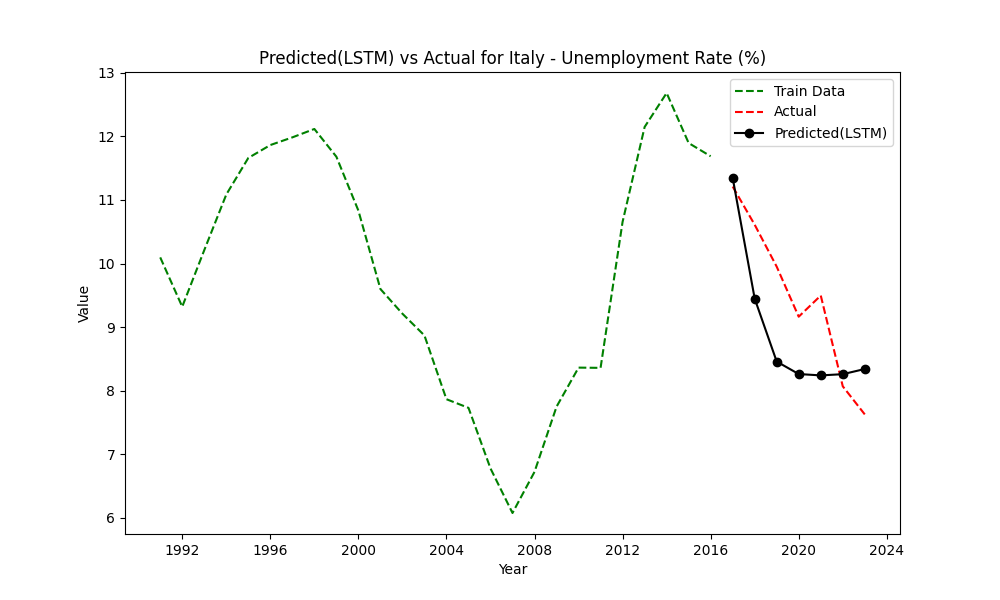 Predicted(LSTM) vs Actual for Italy - Unemployment Rate (%)
Train Data
Actual
Predicted(LSTM)
13
12
11
10
9
8
7
6
Value
1992
1996
2000
2004
2008
2012
2016
2020
2024
Year